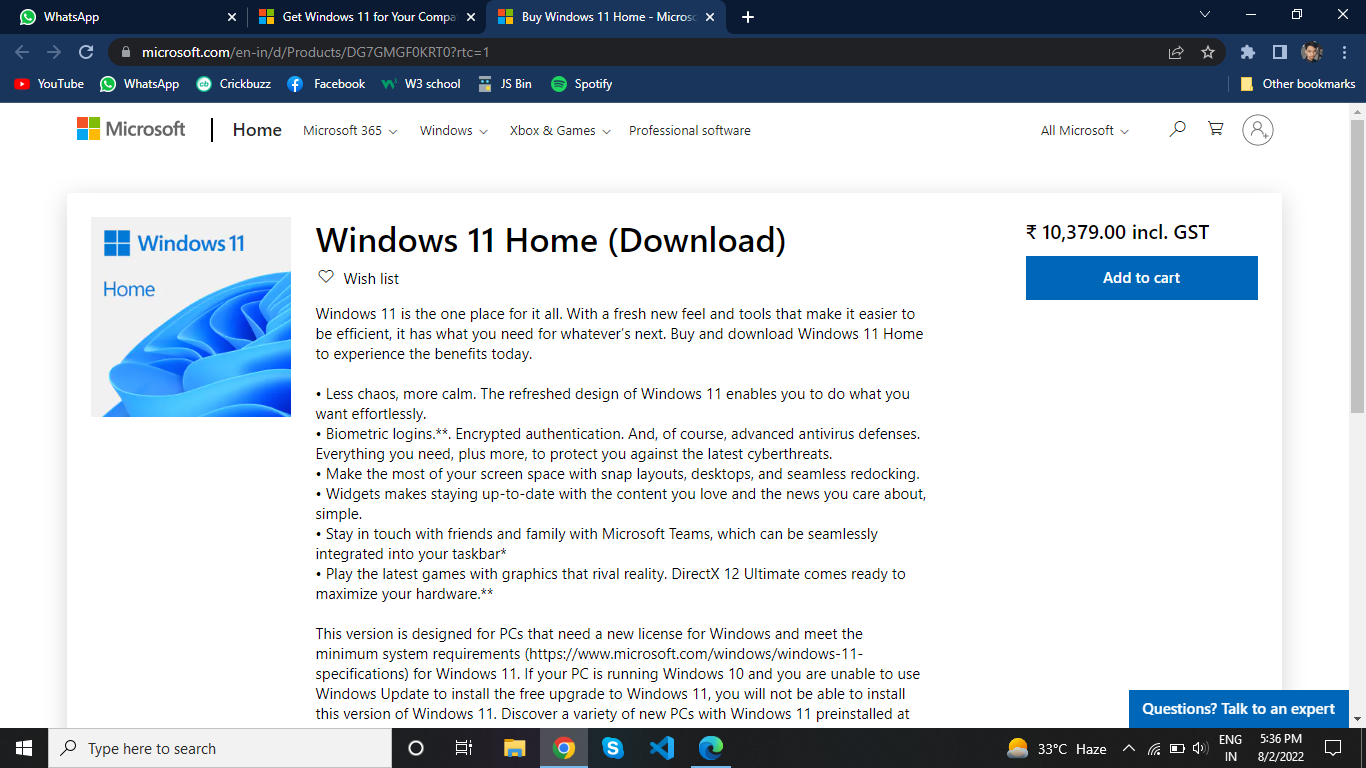 WhatsApp
Get Windows 11 for Your Compa
Buy Windows 11 Home - Microso
microsoft.com/en-in/d/Products/DG7GMGF0KRT0?rtc=1
YouTube
WhatsApp
Crickbuzz
Facebook
W3 school
JS Bin
Spotify
Other bookmarks
Microsoft
Home
Microsoft 365
Windows
Xbox & Games
Professional software
All Microsoft
Windows 11
Home
Windows 11 Home (Download)
Wish list
₹ 10,379.00 incl. GST
Add to cart
Windows 11 is the one place for it all. With a fresh new feel and tools that make it easier to
be efficient, it has what you need for whatever's next. Buy and download Windows 11 Home
to experience the benefits today.
• Less chaos, more calm. The refreshed design of Windows 11 enables you to do what you
want effortlessly.
• Biometric logins.**. Encrypted authentication. And, of course, advanced antivirus defenses.
Everything you need, plus more, to protect you against the latest cyberthreats.
• Make the most of your screen space with snap layouts, desktops, and seamless redocking.
• Widgets makes staying up-to-date with the content you love and the news you care about,
simple.
• Stay in touch with friends and family with Microsoft Teams, which can be seamlessly
integrated into your taskbar*
• Play the latest games with graphics that rival reality. DirectX 12 Ultimate comes ready to
maximize your hardware.**
This version is designed for PCs that need a new license for Windows and meet the
minimum system requirements (https://www.microsoft.com/windows/windows-11-
specifications) for Windows 11. If your PC is running Windows 10 and you are unable to use
Windows Update to install the free upgrade to Windows 11, you will not be able to install
this version of Windows 11. Discover a variety of new PCs with Windows 11 preinstalled at
Questions? Talk to an expert
Type here to search
33°C Haze
ENG
IN
5:36 PM
8/2/2022